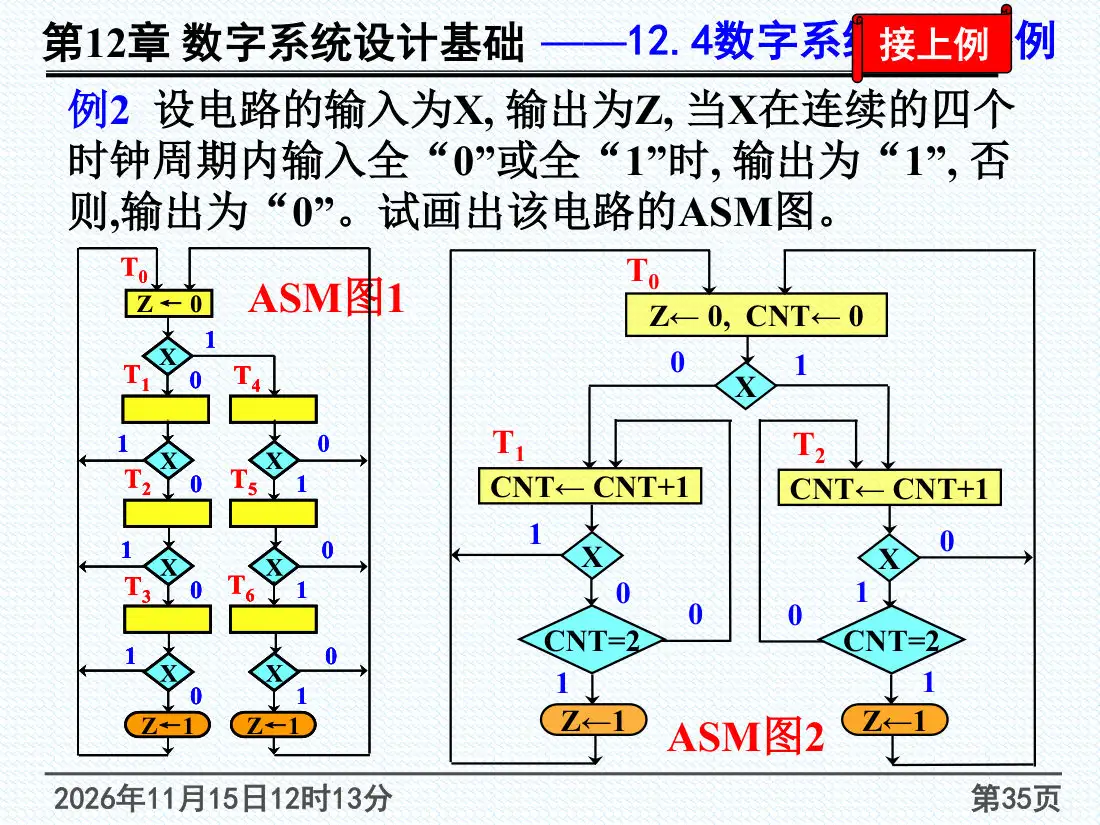 第12章 数字系统设计基础 ——12.4数字系 例
接上例
例2 设电路的输入为X, 输出为Z, 当X在连续的四个
时钟周期内输入全“0”或全“1”时, 输出为“1”, 否
则,输出为“0”。试画出该电路的ASM图。
ASM图1
T0
Z ← 0
X
1
0
T1
T4
X
1
0
X
0
1
T2
T5
X
1
0
X
0
1
T3
T6
X
1
0
X
0
1
Z←1
Z←1
T0
Z← 0, CNT← 0
X
0
1
T1
CNT← CNT+1
X
1
0
CNT=2
0
1
Z←1
T2
CNT← CNT+1
X
0
1
CNT=2
0
1
Z←1
ASM图2
2026年11月15日12时13分
第35页